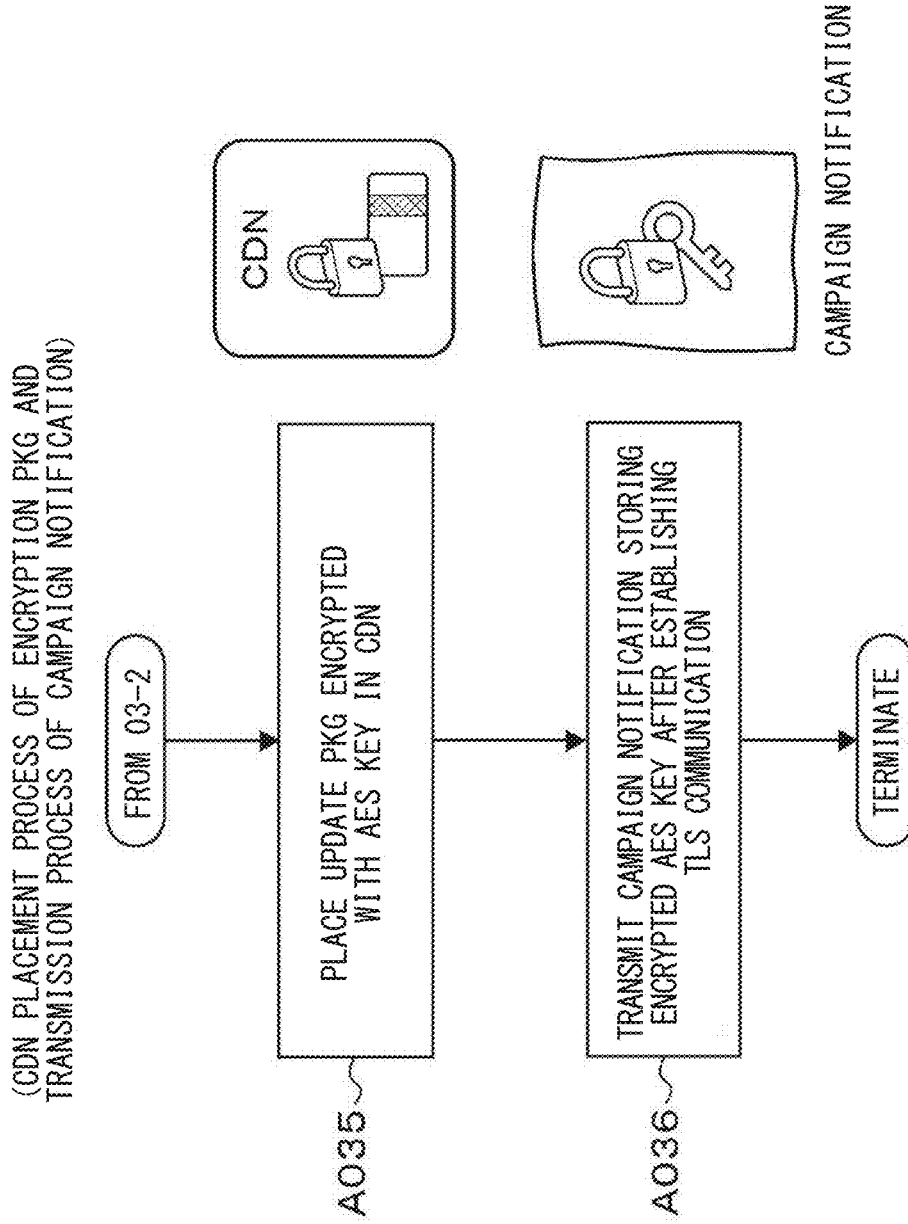 (CDN PLACEMENT PROCESS OF ENCRYPTION PKG AND
TRANSMISSION PROCESS OF CAMPAIGN NOTIFICATION)
FROM 03-2
A035
PLACE UPDATE PKG ENCRYPTED
WITH AES KEY IN CDN
CDN
A036
TRANSMIT CAMPAIGN NOTIFICATION STORING
ENCRYPTED AES KEY AFTER ESTABLISHING
TLS COMMUNICATION
CAMPAIGN NOTIFICATION
TERMINATE